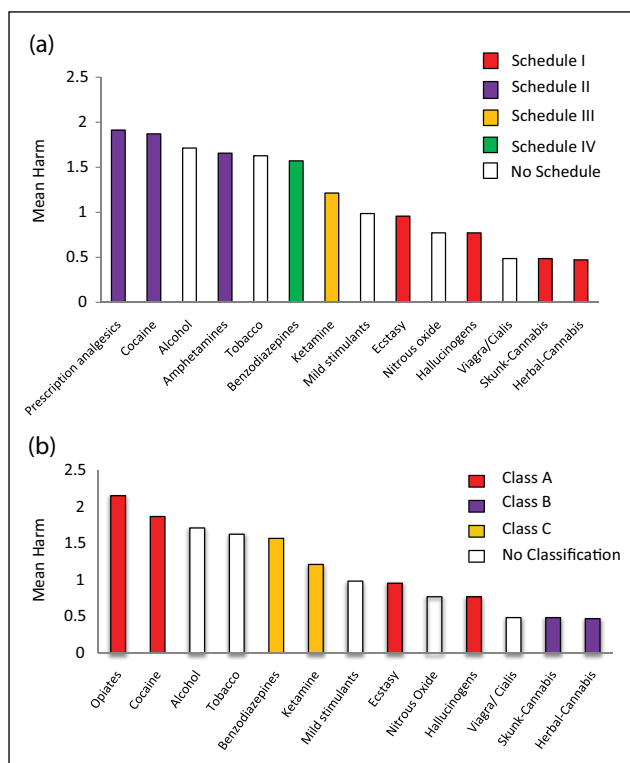 (a)
Schedule I
Schedule II
Schedule III
Schedule IV
No Schedule
2.5
2
1.5
1
0.5
0
Mean Harm
Prescription analgesics
Cocaine
Alcohol
Amphetamines
Tobacco
Benzodiazepines
Ketamine
Mild stimulants
Ecstasy
Nitrous oxide
Hallucinogens
Viagra/Cialis
Skunk-Cannabis
Herbal-Cannabis
(b)
Class A
Class B
Class C
No Classification
2.5
2
1.5
1
0.5
0
Mean Harm
Opiates
Cocaine
Alcohol
Tobacco
Benzodiazepines
Ketamine
Mild stimulants
Ecstasy
Nitrous Oxide
Hallucinogens
Viagra/ Cialis
Skunk-Cannabis
Herbal-Cannabis